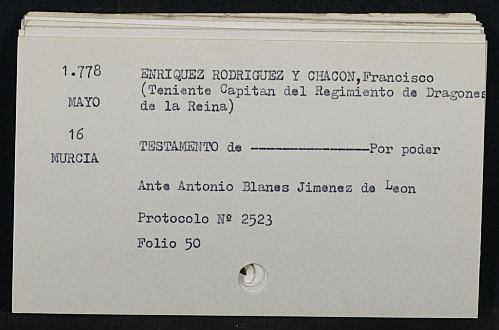 1.778
MAYO
16
MURCIA
ENRIQUEZ RODRIGUEZ Y CHACON,Francisco
(Teniente Capitan del Regimiento de Dragones
de la Reina)
TESTAMENTO de -----------------Por poder
Ante Antonio Blanes Jimenez de Leon
Protocolo Nº 2523
Folio 50